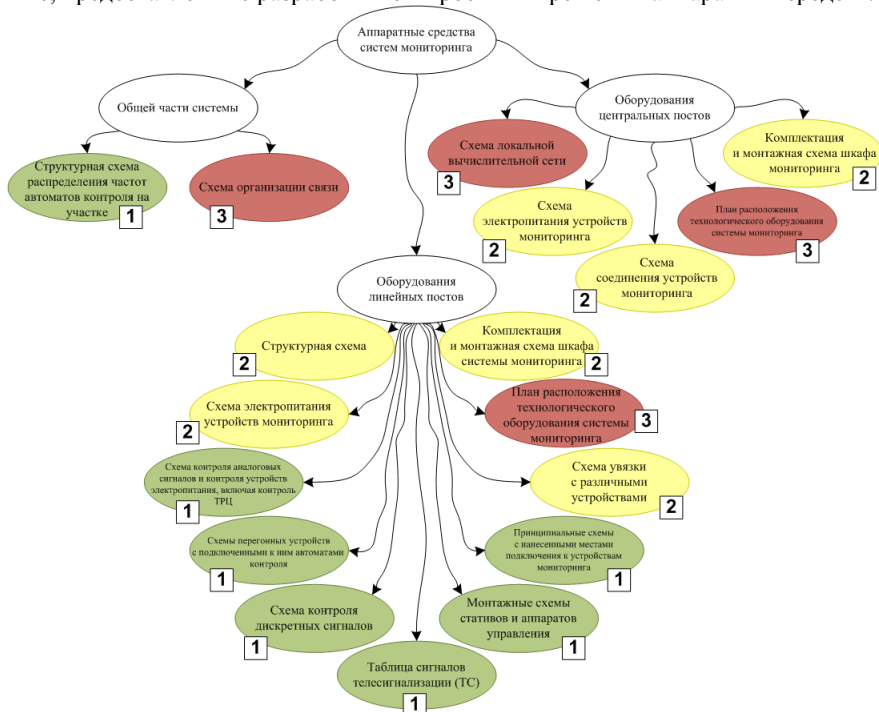 Аппаратные средства
систем мониторинга
Общей части системы
Оборудования
центральных постов
Структурная схема
распределения частот
автоматов контроля на
участке
1
Схема организации связи
3
Схема локальной
вычислительной сети
3
Схема
электропитания устройств
мониторинга
2
Схема
соединения устройств
мониторинга
2
План расположения
технологического оборудования
системы мониторинга
3
Комплектация
и монтажная схема шкафа
мониторинга
2
Оборудования
линейных постов
Структурная схема
2
Комплектация
и монтажная схема шкафа
системы мониторинга
2
Схема электропитания
устройств мониторинга
2
План расположения
технологического
оборудования системы
мониторинга
3
Схема контроля аналоговых
сигналов и контроля устройств
электропитания, включая контроль
ТРЦ
1
Схема увязки
с различными
устройствами
2
Схемы перегонных устройств
с подключенными к ним автоматами
контроля
1
Принципиальные схемы
с нанесенными местами
подключения к устройствам
мониторинга
1
Схема контроля
дискретных сигналов
1
Монтажные схемы
стативов и аппаратов
управления
1
Таблица сигналов
телесигнализации (ТС)
1